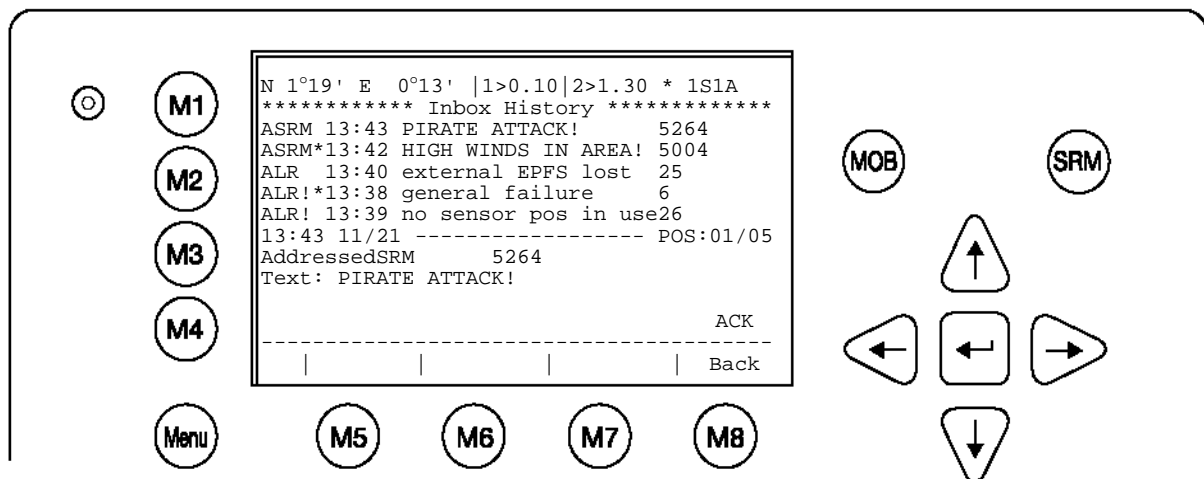 N 1°19' E 0°13' |1>0.10|2>1.30 * 1S1A
************ Inbox History *************
ASRM 13:43 PIRATE ATTACK! 5264
ASRM*13:42 HIGH WINDS IN AREA! 5004
ALR 13:40 external EPFS lost 25
ALR!*13:38 general failure 6
ALR! 13:39 no sensor pos in use26
13:43 11/21 ------------------ POS:01/05
AddressedSRM 5264
Text: PIRATE ATTACK!
ACK
----------------------------------------
| | | | Back
M1
M2
M3
M4
Menu
M5
M6
M7
M8
MOB
SRM